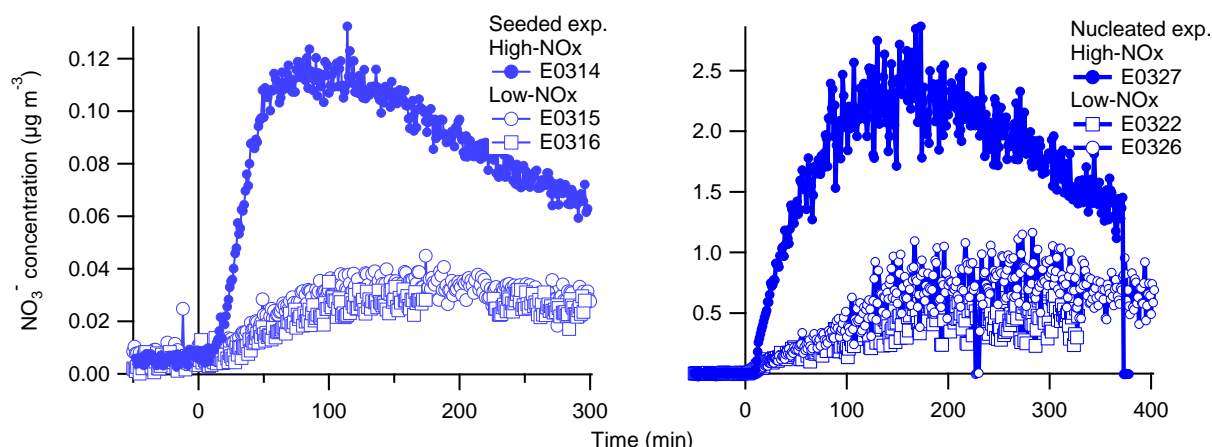 Seeded exp.
High-NOx
E0314
Low-NOx
E0315
E0316
0.12
0.10
0.08
0.06
0.04
0.02
0.00
NO₃⁻ concentration (µg m⁻³)
0
100
200
300
Nucleated exp.
High-NOx
E0327
Low-NOx
E0322
E0326
2.5
2.0
1.5
1.0
0.5
0.0
0
100
200
300
400
Time (min)